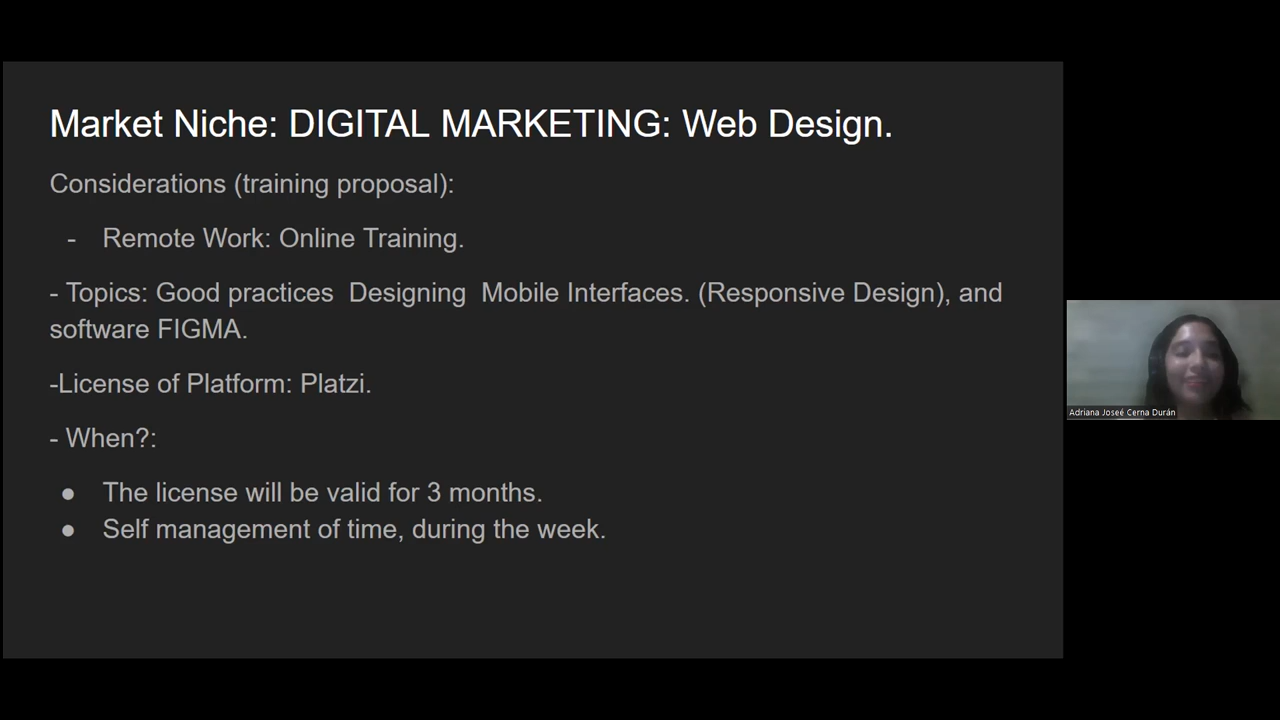 Market Niche: DIGITAL MARKETING: Web Design.
Considerations (training proposal):
- Remote Work: Online Training.
- Topics: Good practices  Designing  Mobile Interfaces. (Responsive Design), and
software FIGMA.
-License of Platform: Platzi.
- When?:
● The license will be valid for 3 months.
● Self management of time, during the week.
Adriana Joseé Cerna Durán